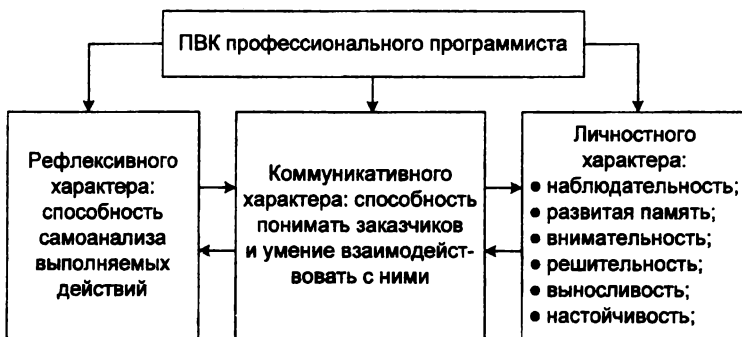 ПВК профессионального программиста
Рефлексивного
характера:
способность
самоанализа
выполняемых
действий
Коммуникативного
характера: способность
понимать заказчиков
и умение взаимодейст-
вовать с ними
Личностного
характера:
● наблюдательность;
● развитая память;
● внимательность;
● решительность;
● выносливость;
● настойчивость;